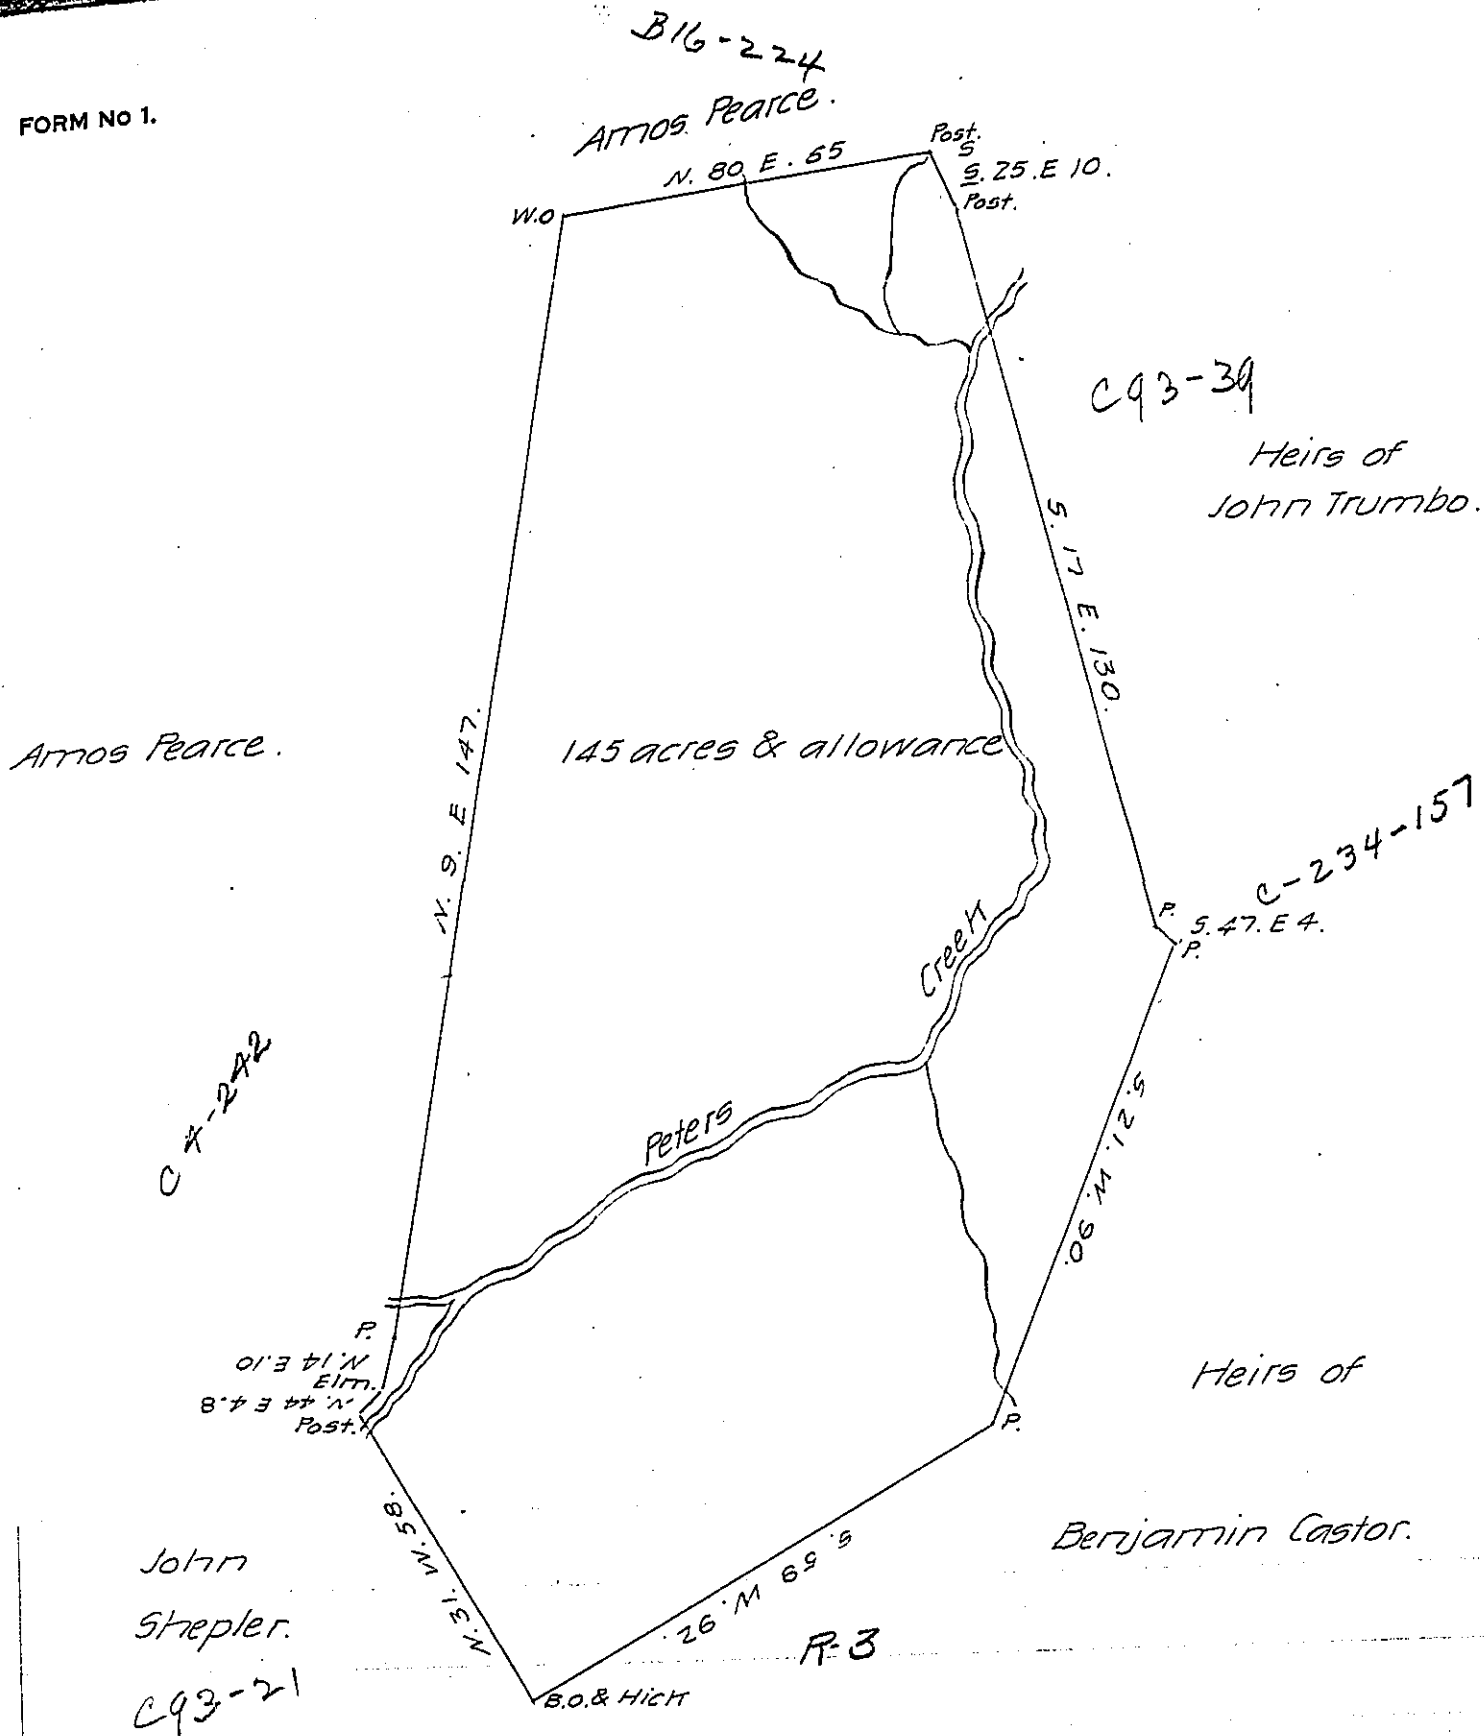 B16-224
FORM NO 1.
Amos Pearce.
N. 80 E. 65
Post.
S
S. 25. E 10.
Post.
W.O
C93-39
Heirs of
John Trumbo.
S. 17 E. 130.
Amos Pearce.
N. 9. E 147.
145 acres & allowance
C-234-157
P.
S. 47. E 4.
P.
Creek
Peters
S. 21. W. 90.
P.
N. 14 E. 10
Elm.
N. 44 E 4.8
Post.
Heirs of
P.
N. 31. W. 58.
S. 59 W. 92.
Benjamin Castor.
John
Shepler.
R-3
C93-21
B.O. & Hick